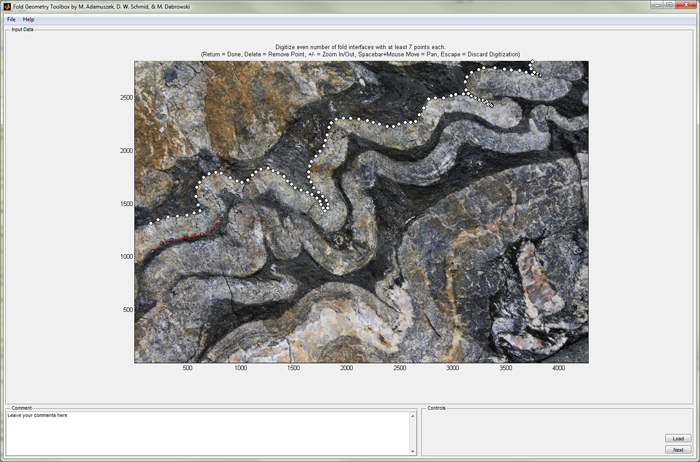 Fold Geometry Toolbox by M. Adamuszek, D. W. Schmid, & M. Dabrowski
File Help
Input Data
Digitize even number of fold interfaces with at least 7 points each.
(Return = Done, Delete = Remove Point, +/- = Zoom In/Out, Spacebar+Mouse Move = Pan, Escape = Discard Digitization)
2500
2000
1500
1000
500
500 1000 1500 2000 2500 3000 3500 4000
Comment
Leave your comments here
Controls
Load
Next